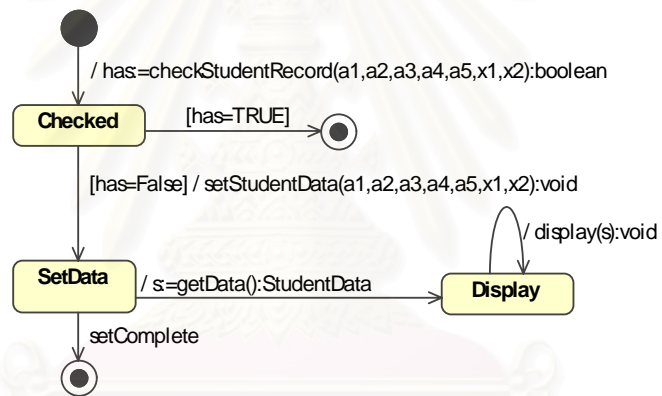 / has:=checkStudentRecord(a1,a2,a3,a4,a5,x1,x2):boolean
Checked
[has=TRUE]
[has=False] / setStudentData(a1,a2,a3,a4,a5,x1,x2):void
/ display(s):void
SetData
/ s:=getData():StudentData
Display
setComplete